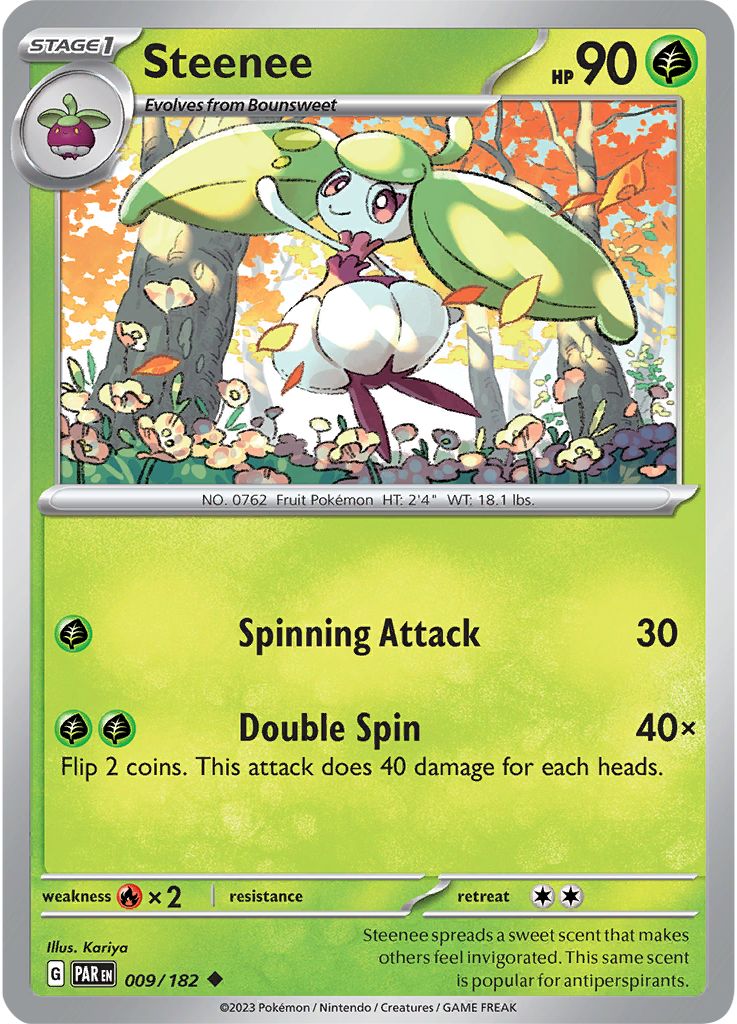 STAGE1
Steenee
HP 90
Evolves from Bounsweet
NO. 0762 Fruit Pokémon HT: 2'4" WT: 18.1 lbs.
Spinning Attack 30
Double Spin 40×
Flip 2 coins. This attack does 40 damage for each heads.
weakness ×2 resistance retreat
Illus. Kariya
Steenee spreads a sweet scent that makes
others feel invigorated. This same scent
is popular for antiperspirants.
G PAR EN 009/182
©2023 Pokémon / Nintendo / Creatures / GAME FREAK